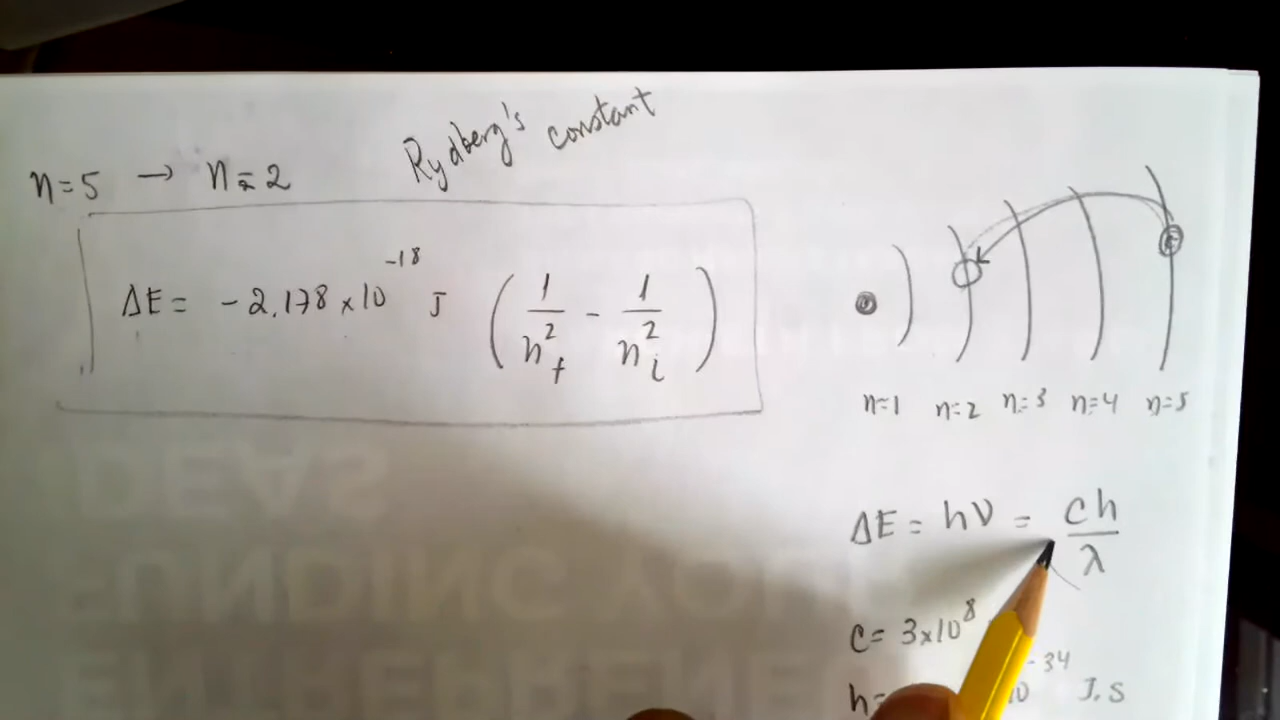 Rydberg's constant
n=5 → n=2
ΔE = -2.178 x 10^-18 J (1/n_f^2 - 1/n_i^2)
n=1 n=2 n=3 n=4 n=5
ΔE = hν = ch/λ
c= 3x10^8
h= 10^-34 J.S